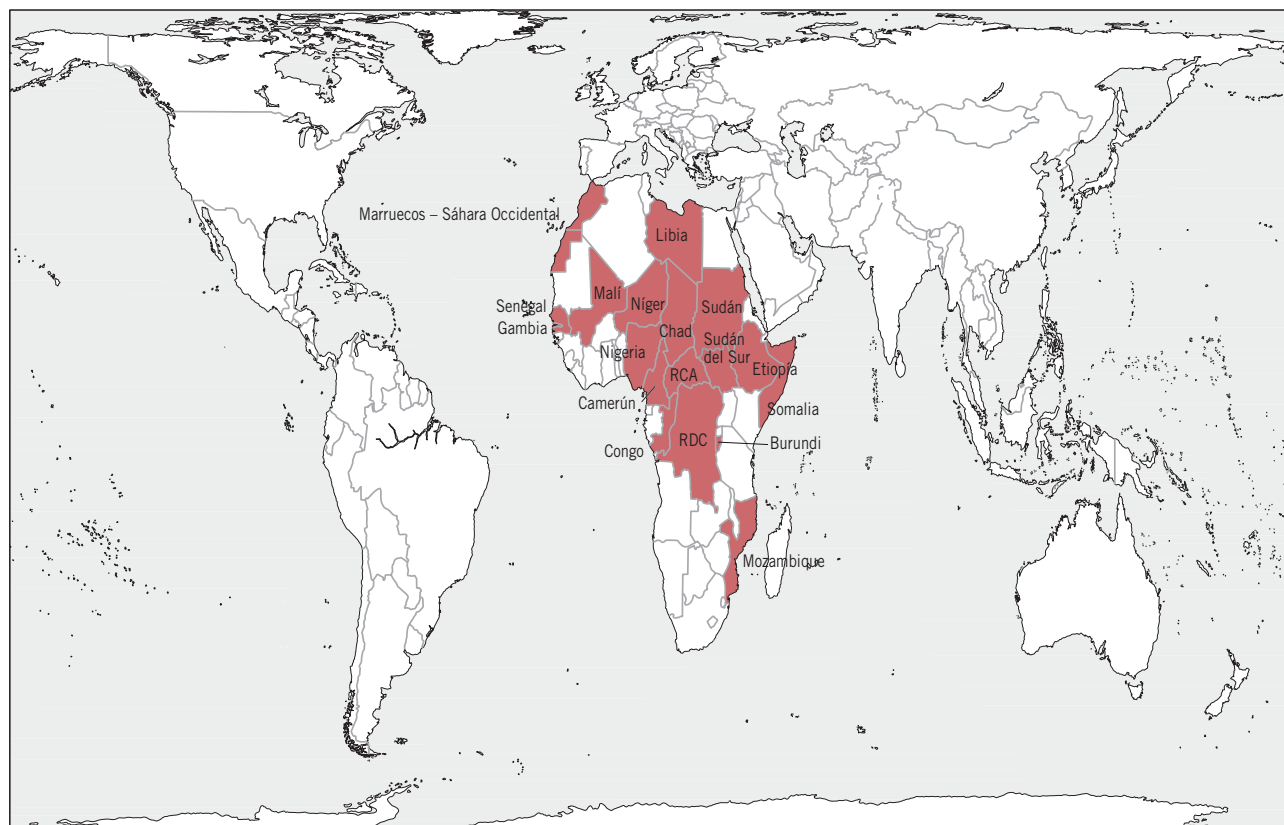 Marruecos – Sáhara Occidental
Libia
Malí
Níger
Sudán
Senegal
Gambia
Chad
Nigeria
Sudán
del Sur
Etiopía
RCA
Camerún
Somalia
Congo
RDC
Burundi
Mozambique